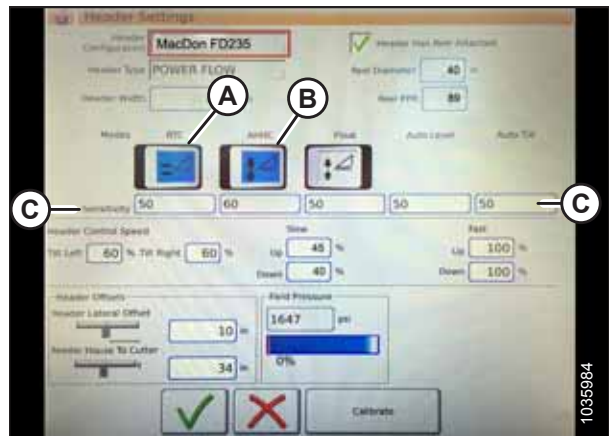 Header Settings
Header Configuration MacDon FD235
Header Has Reel Attached
Header Type POWER FLOW
Reel Diameter 40 in
Header Width
Reel PPR 89
A
B
Modes RTC AHHC Float Auto Level Auto Tilt
C Sensitivity 50 60 50 50 50 C
Header Control Speed Slow Fast
Tilt Left 60 % Tilt Right 60 % Up 45 % Up 100 %
Down 40 % Down 100 %
Header Offsets Field Pressure
Header Lateral Offset 1647 psi
10 in
Feeder House To Cutter 0%
34 in
Calibrate
1035984